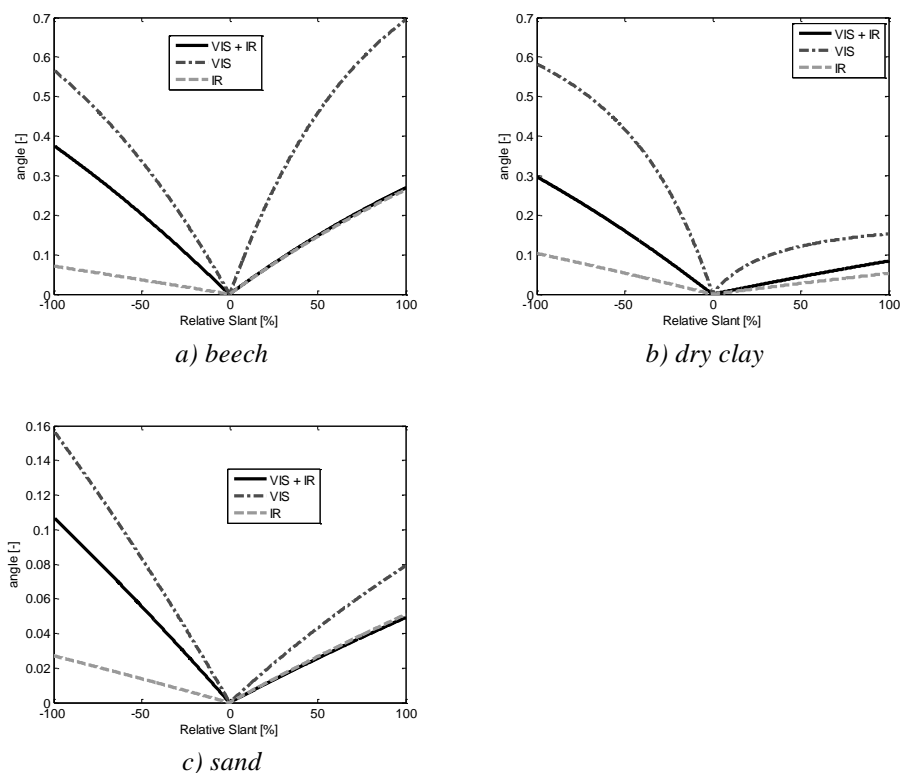 0.7
0.6
0.5
0.4
0.3
0.2
0.1
0
angle [-]
VIS + IR
VIS
IR
-100 -50 0 50 100
Relative Slant [%]
a) beech
0.7
0.6
0.5
0.4
0.3
0.2
0.1
0
angle [-]
VIS + IR
VIS
IR
-100 -50 0 50 100
Relative Slant [%]
b) dry clay
0.16
0.14
0.12
0.1
0.08
0.06
0.04
0.02
0
angle [-]
VIS + IR
VIS
IR
-100 -50 0 50 100
Relative Slant [%]
c) sand